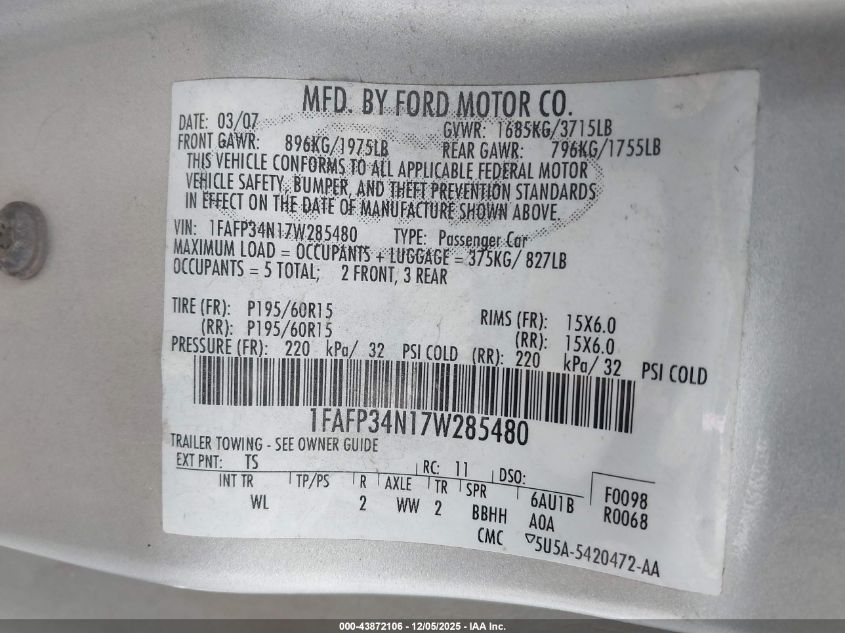 MFD. BY FORD MOTOR CO.
DATE: 03/07 GVWR: 1685KG/3715LB
FRONT GAWR: 896KG/1975LB REAR GAWR: 796KG/1755LB
THIS VEHICLE CONFORMS TO ALL APPLICABLE FEDERAL MOTOR
VEHICLE SAFETY, BUMPER, AND THEFT PREVENTION STANDARDS
IN EFFECT ON THE DATE OF MANUFACTURE SHOWN ABOVE.
VIN: 1FAFP34N17W285480 TYPE: Passenger Car
MAXIMUM LOAD = OCCUPANTS + LUGGAGE = 375KG/ 827LB
OCCUPANTS = 5 TOTAL; 2 FRONT, 3 REAR
TIRE (FR): P195/60R15 RIMS (FR): 15X6.0
(RR): P195/60R15 (RR): 15X6.0
PRESSURE (FR): 220 kPa/ 32 PSI COLD (RR): 220 kPa/ 32 PSI COLD
1FAFP34N17W285480
TRAILER TOWING - SEE OWNER GUIDE
EXT PNT: TS RC: 11 DSO: F0098
INT TR TP/PS R AXLE TR SPR 6AU1B R0068
WL 2 WW 2 BBHH A0A
CMC ▽5U5A-5420472-AA
000-43872106 - 12/05/2025 - IAA Inc.